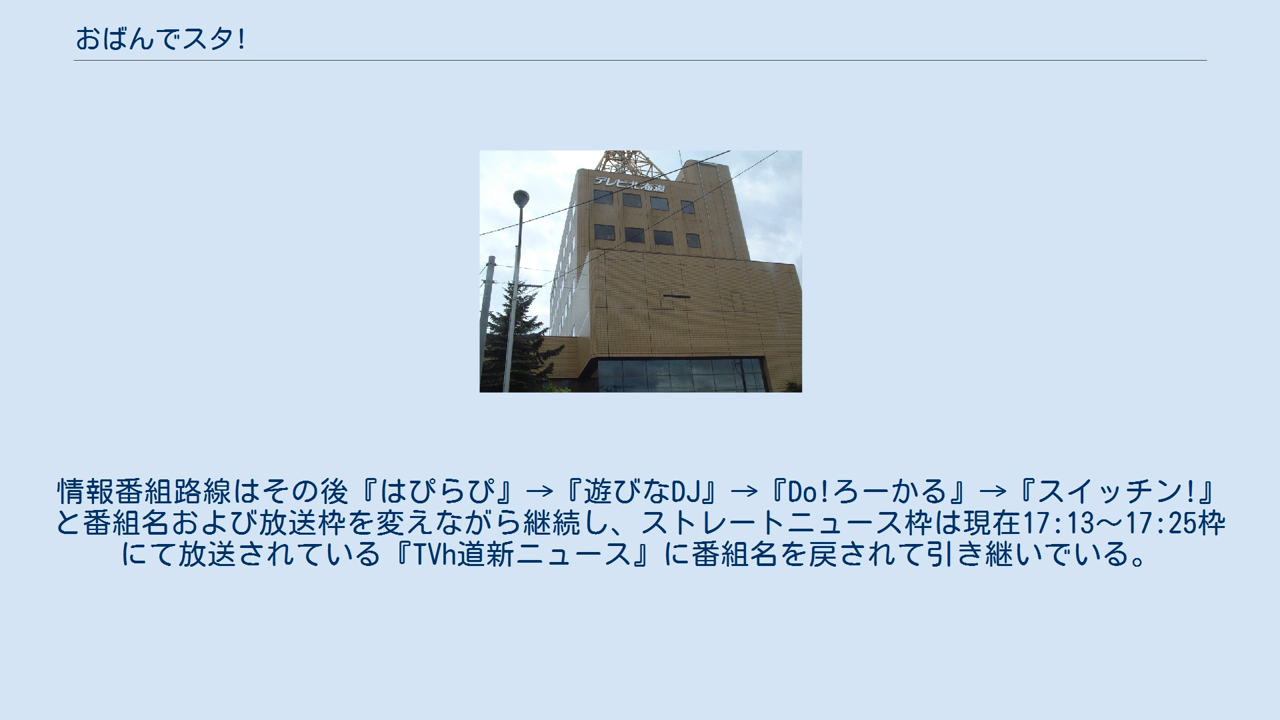 おばんでスタ!
テレビ北海道
情報番組路線はその後『はぴらぴ』→『遊びなDJ』→『Do!ろーかる』→『スイッチン!』
と番組名および放送枠を変えながら継続し、ストレートニュース枠は現在17:13〜17:25枠
にて放送されている『TVh道新ニュース』に番組名を戻されて引き継いでいる。